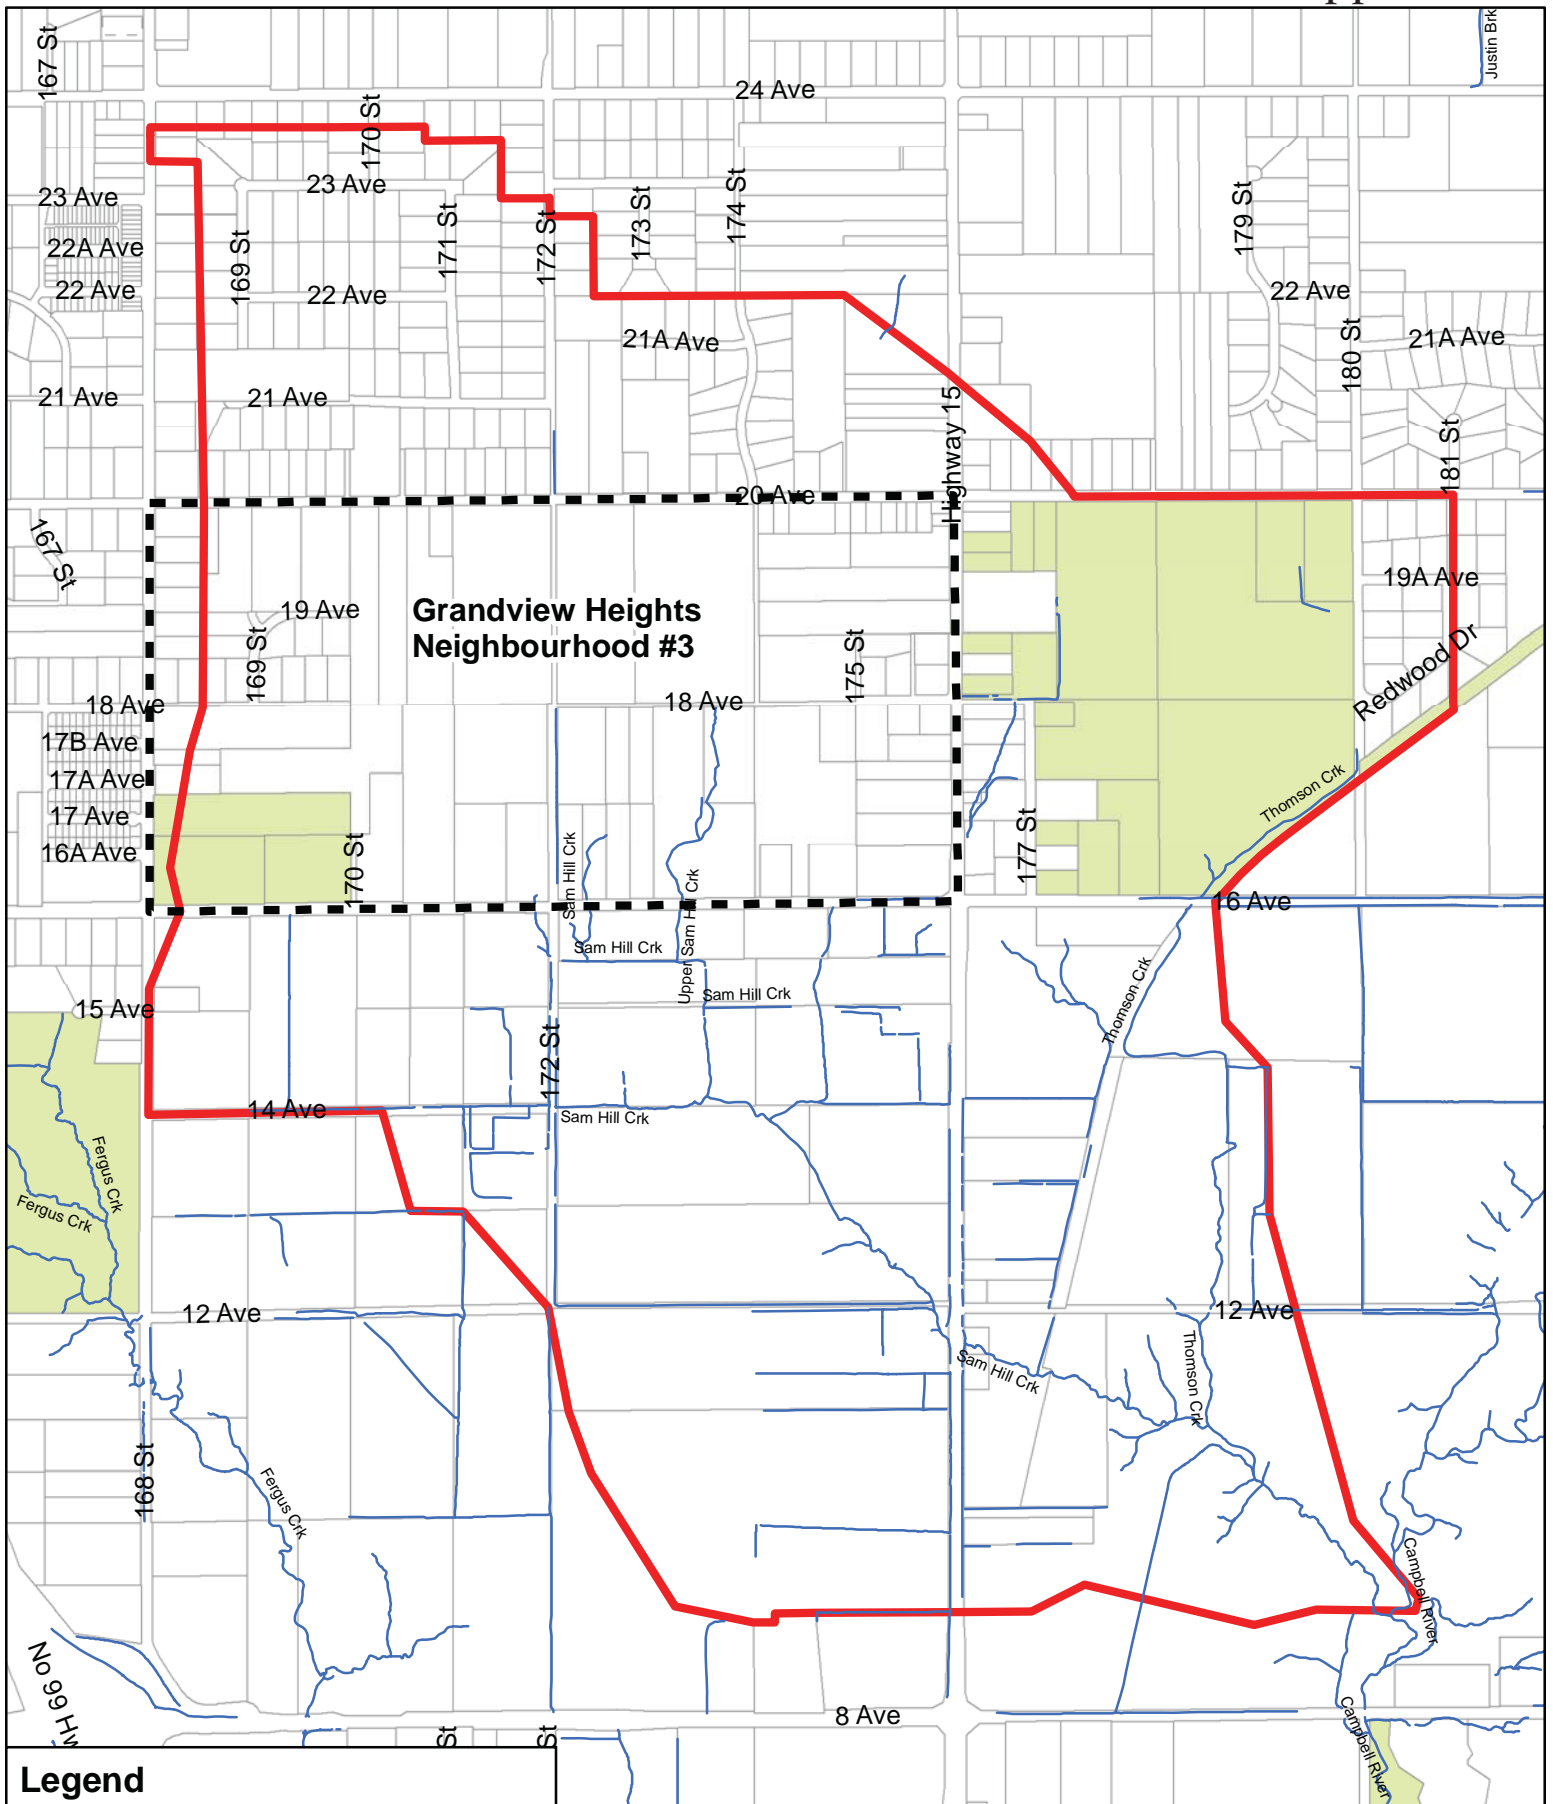 pp
Justin Brk
167 St
24 Ave
170 St
23 Ave
23 Ave
174 St
173 St
179 St
171 St
172 St
169 St
22A Ave
22 Ave
22 Ave
22 Ave
21A Ave
21A Ave
180 St
21 Ave
21 Ave
Highway 15
181 St
20 Ave
167 St
19A Ave
19 Ave
Grandview Heights
Neighbourhood #3
169 St
175 St
Redwood Dr
18 Ave
18 Ave
17B Ave
17A Ave
17 Ave
16A Ave
170 St
177 St
Thomson Crk
Sam Hill Crk
Upper Sam Hill Crk
16 Ave
Sam Hill Crk
Sam Hill Crk
15 Ave
Thomson Crk
172 St
14 Ave
Sam Hill Crk
Fergus Crk
Fergus Crk
12 Ave
12 Ave
Sam Hill Crk
Thomson Crk
168 St
Fergus Crk
Campbell River
No 99 Hw
8 Ave
St
St
Campbell River
Legend